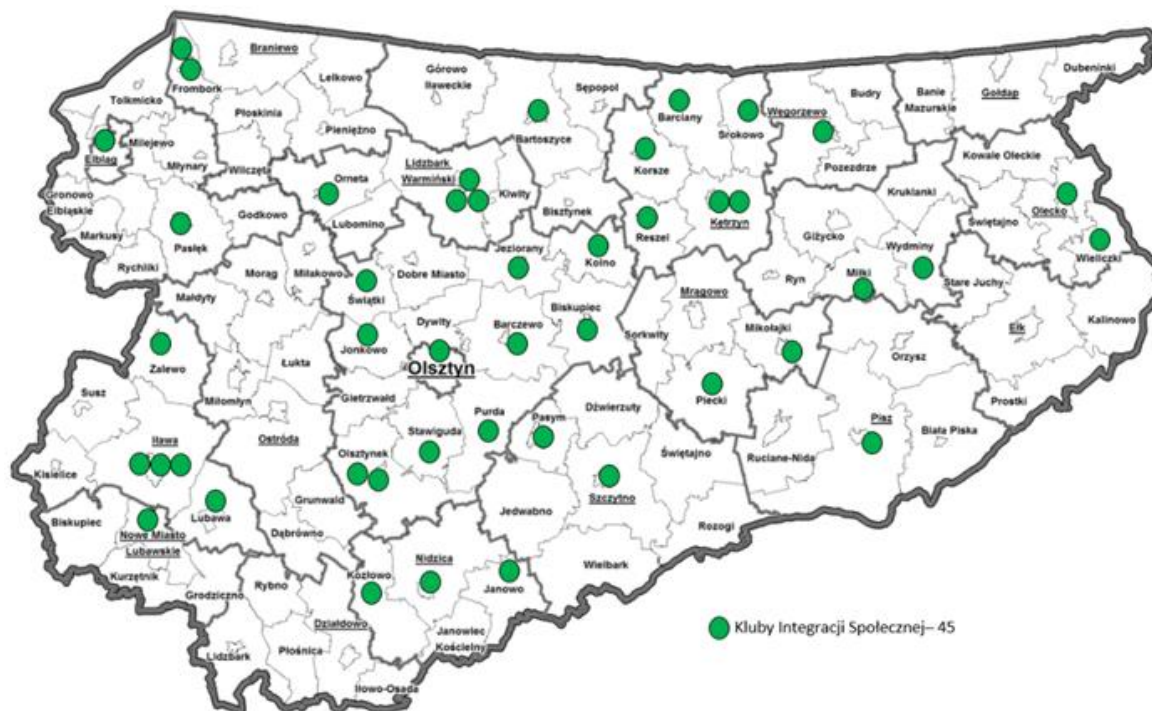 Braniewo
Frombork
Lelkowo
Tolkmicko
Płoskinia
Pieniężno
Górowo
Iławeckie
Sępopol
Bartoszyce
Barciany
Srokowo
Węgorzewo
Budry
Banie
Mazurskie
Gołdap
Dubeninki
Elbląg
Milejewo
Młynary
Wilczęta
Orneta
Lidzbark
Warmiński
Kiwity
Korsze
Pozezdrze
Kowale Oleckie
Gronowo
Elbląskie
Markusy
Pasłęk
Godkowo
Lubomino
Bisztynek
Reszel
Kętrzyn
Kruklanki
Giżycko
Wydminy
Świętajno
Olecko
Wieliczki
Rychliki
Morąg
Miłakowo
Dobre Miasto
Jeziorany
Kolno
Ryn
Miłki
Stare Juchy
Małdyty
Świątki
Dywity
Barczewo
Biskupiec
Sorkwity
Mrągowo
Mikołajki
Orzysz
Ełk
Kalinowo
Zalewo
Łukta
Jonkowo
Olsztyn
Piecki
Prostki
Susz
Miłomłyn
Gietrzwałd
Purda
Pasym
Dźwierzuty
Pisz
Biała Piska
Iława
Ostróda
Olsztynek
Stawiguda
Świętajno
Ruciane-Nida
Kisielice
Szczytno
Lubawa
Grunwald
Jedwabno
Rozogi
Biskupiec
Nowe Miasto
Lubawskie
Dąbrówno
Kurzętnik
Grodziczno
Rybno
Kozłowo
Nidzica
Janowo
Wielbark
Działdowo
Janowiec
Kościelny
Lidzbark
Płośnica
Iłowo-Osada
Kluby Integracji Społecznej– 45